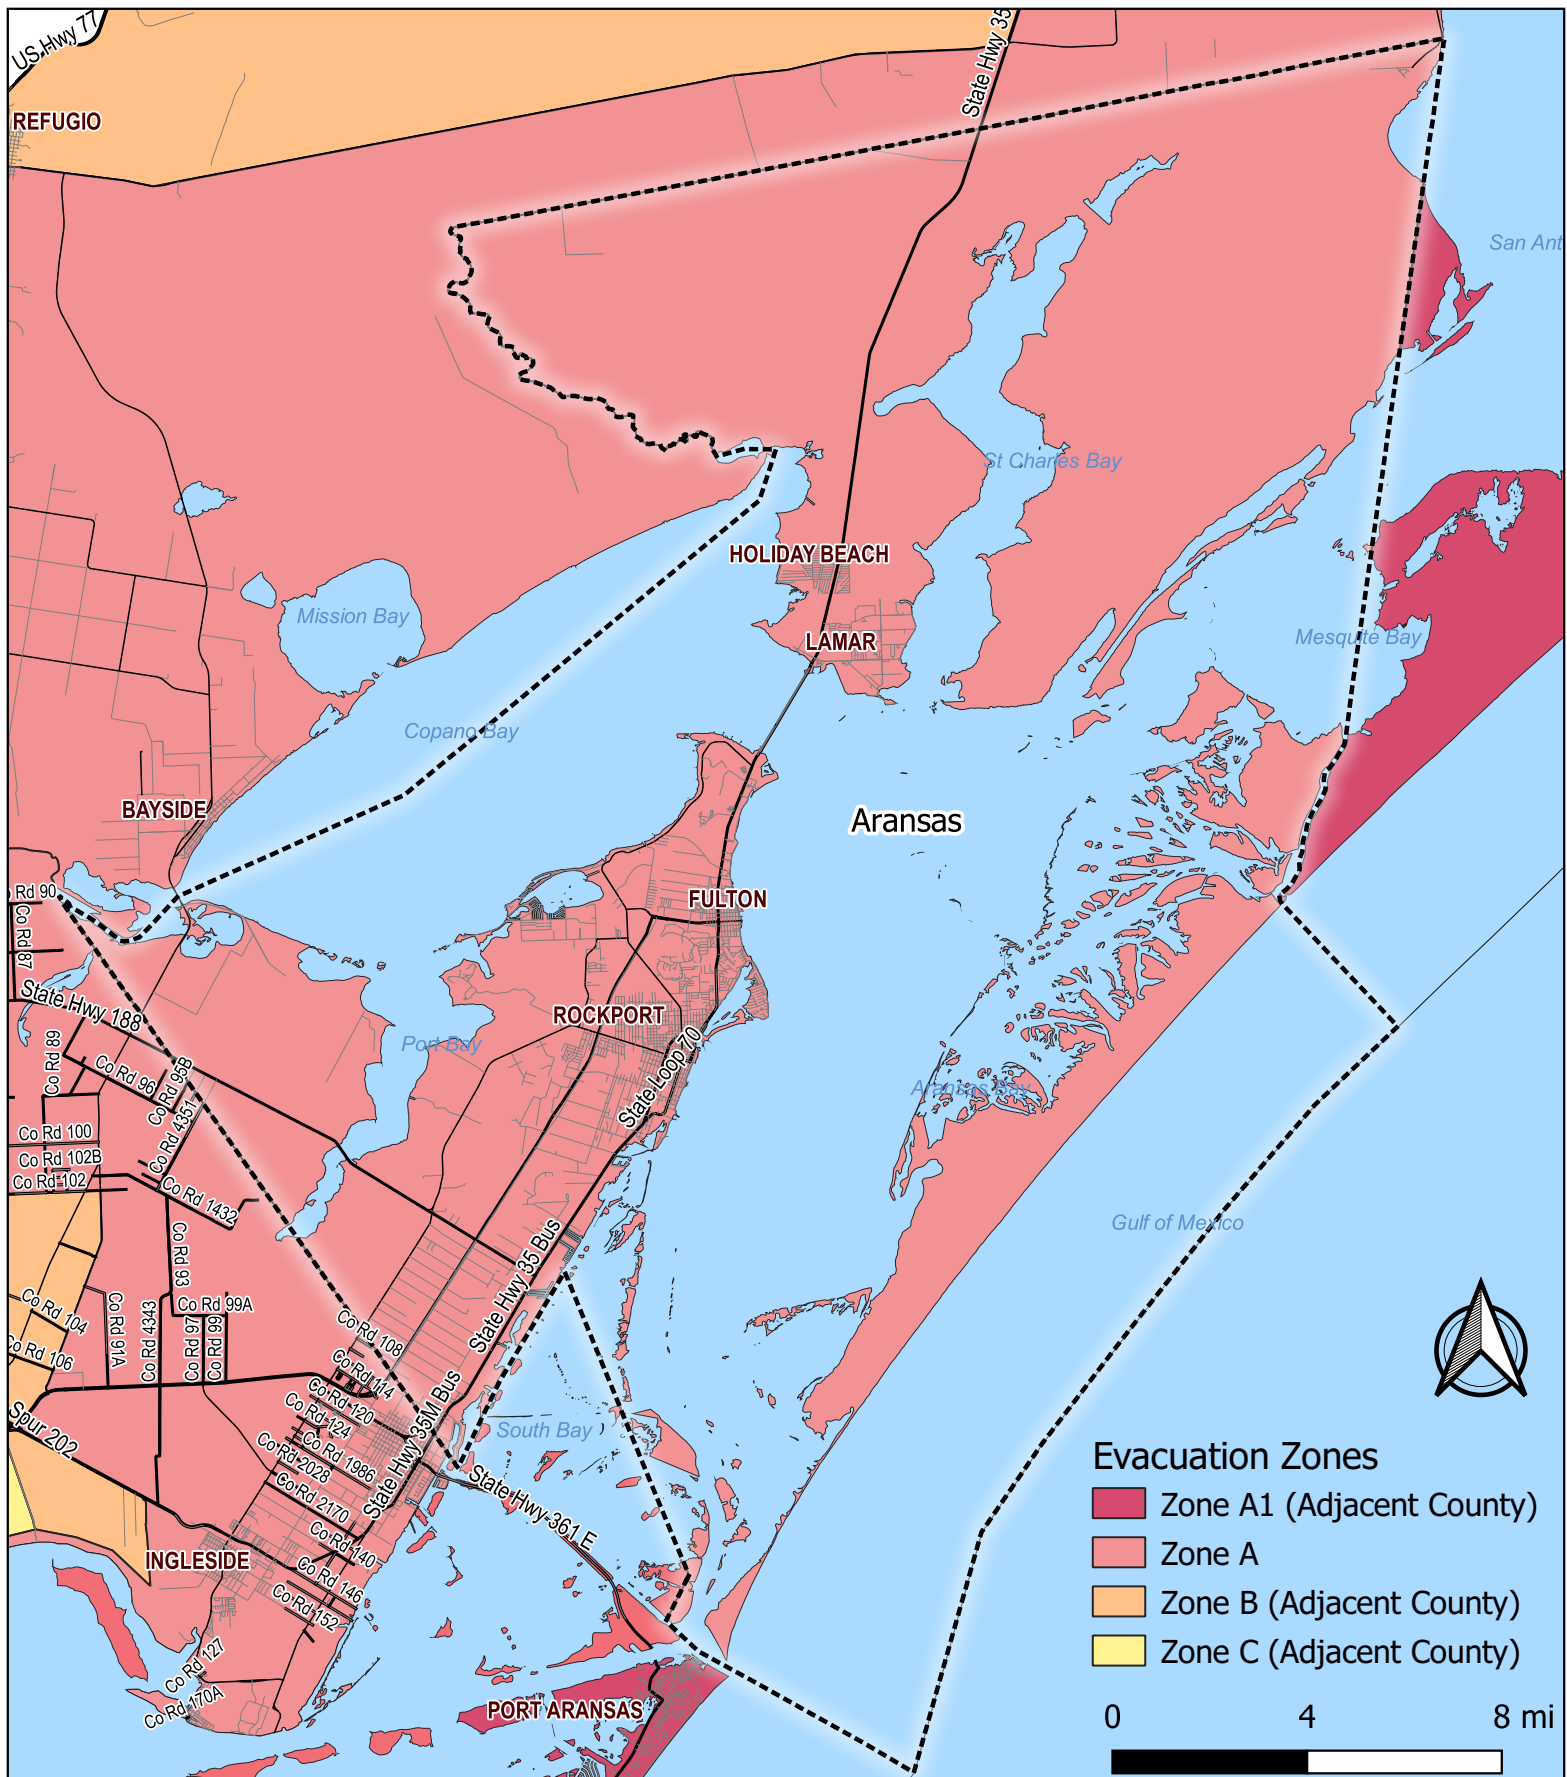 US Hwy 77
State Hwy 35
REFUGIO
San Ant
St Charles Bay
HOLIDAY BEACH
Mission Bay
LAMAR
Mesquite Bay
Copano Bay
BAYSIDE
Aransas
Rd 90
FULTON
Co Rd 87
State Hwy 188
ROCKPORT
Port Bay
Co Rd 89
Co Rd 96
Co Rd 95B
State Loop 70
Aransas Bay
Co Rd 100
Co Rd 4351
Co Rd 102B
Co Rd 102
Co Rd 1432
Gulf of Mexico
Co Rd 93
State Hwy 35 Bus
Co Rd 104
Co Rd 91A
Co Rd 4343
Co Rd 99A
Co Rd 97
Co Rd 99
Co Rd 108
Co Rd 106
Co Rd 114
Co Rd 120
Spur 202
Co Rd 124
State Hwy 35M Bus
South Bay
Co Rd 1986
Co Rd 2028
State Hwy 361 E
Co Rd 2170
Co Rd 140
INGLESIDE
Co Rd 146
Co Rd 152
Co Rd 127
Co Rd 170A
PORT ARANSAS
Evacuation Zones
Zone A1 (Adjacent County)
Zone A
Zone B (Adjacent County)
Zone C (Adjacent County)
0 4 8 mi